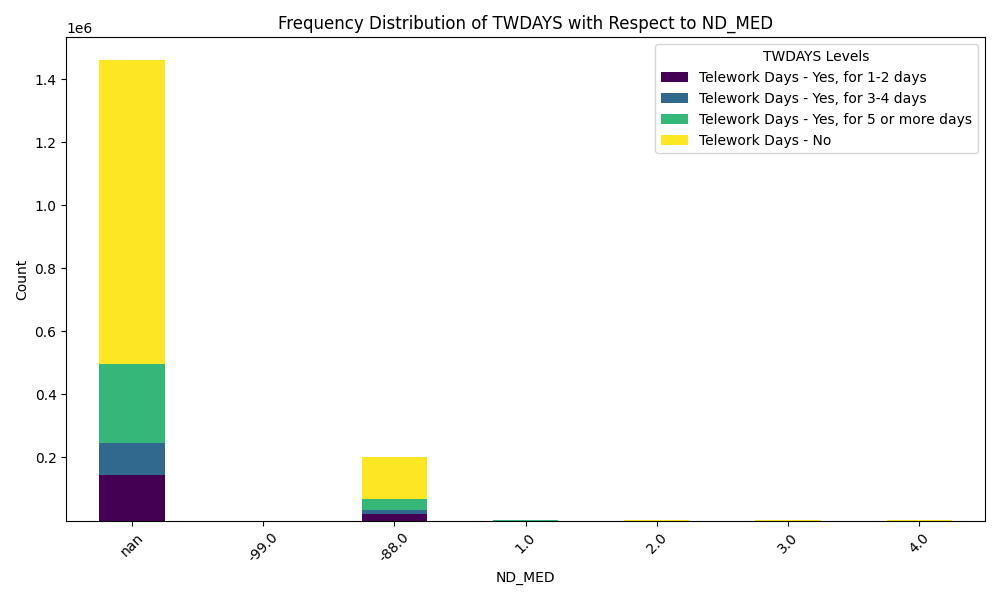 Frequency Distribution of TWDAYS with Respect to ND_MED
1e6
TWDAYS Levels
Telework Days - Yes, for 1-2 days
Telework Days - Yes, for 3-4 days
Telework Days - Yes, for 5 or more days
Telework Days - No
1.4
1.2
1.0
0.8
0.6
0.4
0.2
Count
nan
-99.0
-88.0
1.0
2.0
3.0
4.0
ND_MED